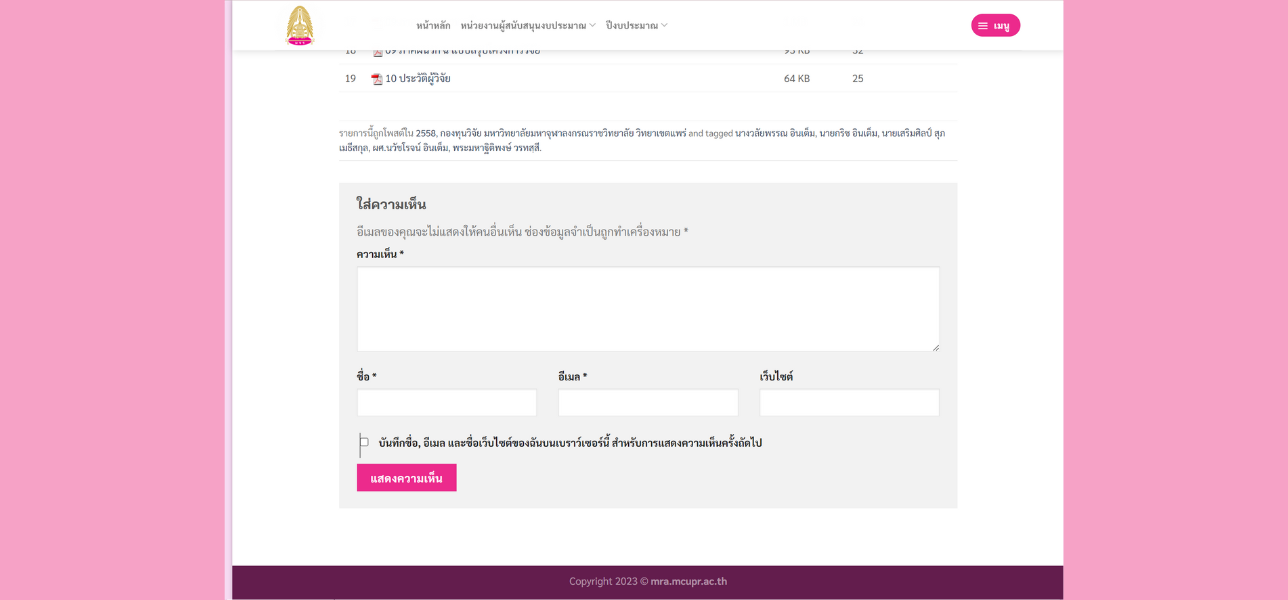 หน้าหลัก หน่วยงานผู้สนับสนุนงบประมาณ ปีงบประมาณ เมนู
19 10 ประวัติผู้วิจัย 64 KB 25
รายการนี้ถูกโพสต์ใน 2558, กองทุนวิจัย มหาวิทยาลัยมหาจุฬาลงกรณราชวิทยาลัย วิทยาเขตแพร่ and tagged นางวลัยพรรณ อินเต็ม, นายกริช อินเต็ม, นายเสริมศิลป์ สุภ
เมธีสกุล, ผศ.นวัชโรจน์ อินเต็ม, พระมหาฐิติพงษ์ วรทสฺสี.
ใส่ความเห็น
อีเมลของคุณจะไม่แสดงให้คนอื่นเห็น ช่องข้อมูลจำเป็นถูกทำเครื่องหมาย *
ความเห็น *
ชื่อ * อีเมล * เว็บไซต์
บันทึกชื่อ, อีเมล และชื่อเว็บไซต์ของฉันบนเบราว์เซอร์นี้ สำหรับการแสดงความเห็นครั้งถัดไป
แสดงความเห็น
Copyright 2023 © mra.mcupr.ac.th